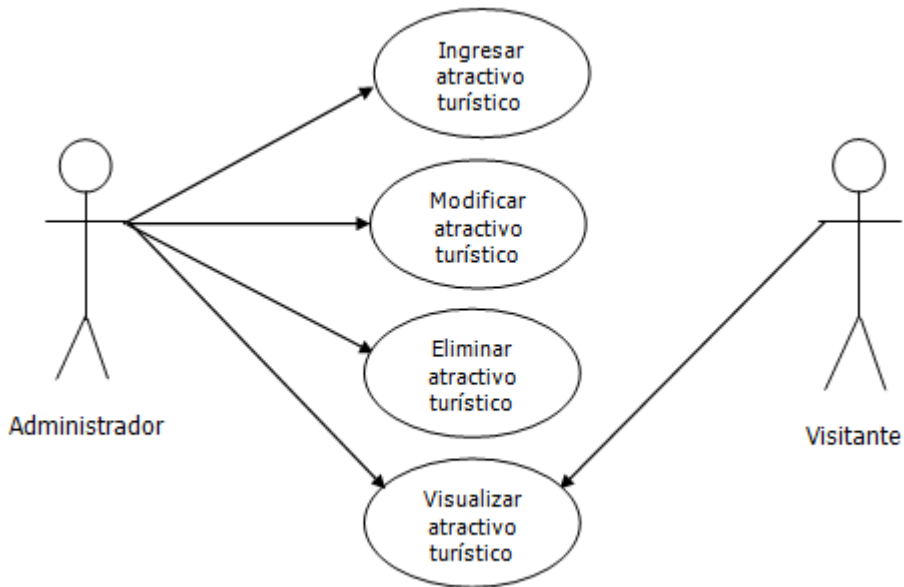 Ingresar
atractivo
turístico
Modificar
atractivo
turístico
Eliminar
atractivo
turístico
Administrador
Visitante
Visualizar
atractivo
turístico